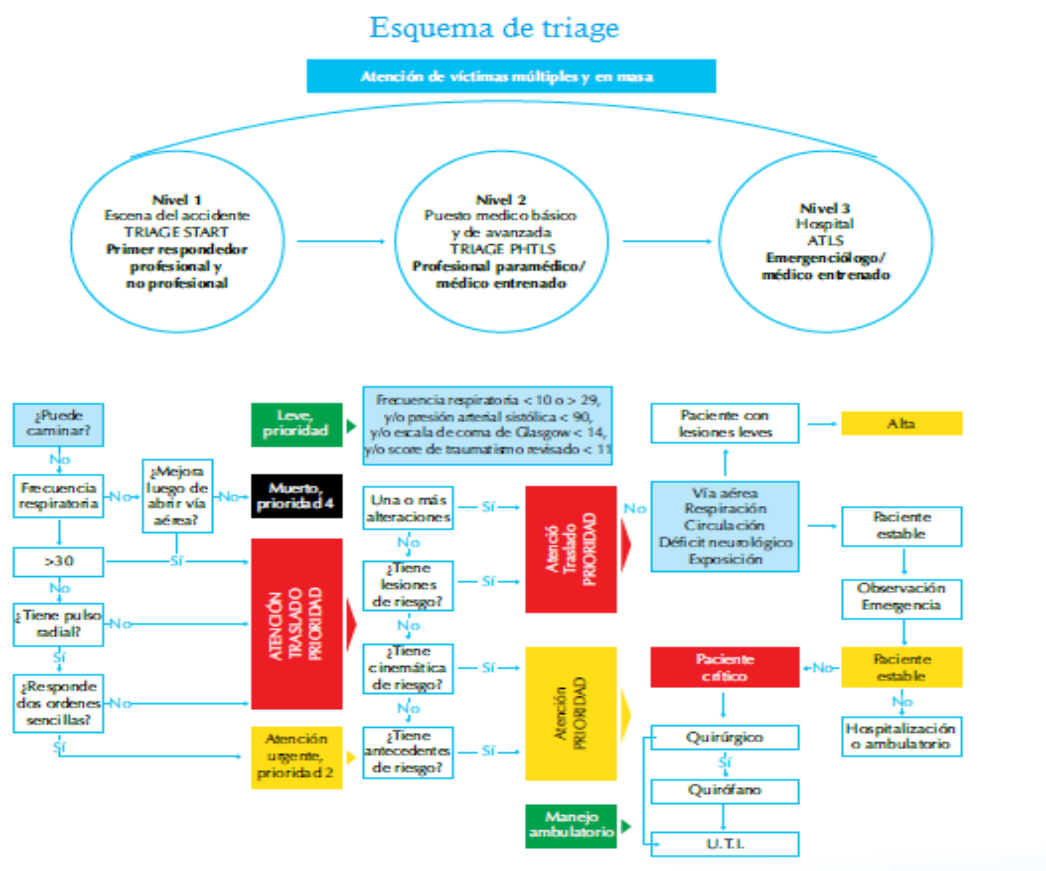 Esquema de triage
Atención de víctimas múltiples y en masa
Nivel 1
Escena del accidente
TRIAGE START
Primer respondedor
profesional y
no profesional
Nivel 2
Puesto medico básico
y de avanzada
TRIAGE PHTLS
Profesional paramédico/
médico entrenado
Nivel 3
Hospital
ATLS
Emergenciólogo/
médico entrenado
¿Puede
caminar?
No
Frecuencia
respiratoria
No
¿Mejora
luego de
abrir vía
aérea?
No
Sí
>30
No
¿Tiene pulso
radial?
No
Sí
¿Responde
dos ordenes
sencillas?
No
Sí
Leve,
prioridad
Muerto,
prioridad 4
ATENCIÓN
TRASLADO
PRIORIDAD
Atención
urgente,
prioridad 2
Frecuencia respiratoria < 10 o > 29,
y/o presión arterial sistólica < 90,
y/o escala de coma de Glasgow < 14,
y/o score de traumatismo revisado < 11
Una o más
alteraciones
Sí
No
¿Tiene
lesiones
de riesgo?
Sí
No
¿Tiene
cinemática
de riesgo?
Sí
No
¿Tiene
antecedentes
de riesgo?
Sí
Atenció
Traslado
PRIORIDAD
No
Atención
PRIORIDAD
Manejo
ambulatorio
Paciente con
lesiones leves
Alta
Vía aérea
Respiración
Circulación
Déficit neurológico
Exposición
Paciente
estable
Observación
Emergencia
Paciente
estable
No
Paciente
crítico
No
Hospitalización
o ambulatorio
Quirúrgico
Sí
Quirófano
U.T.I.